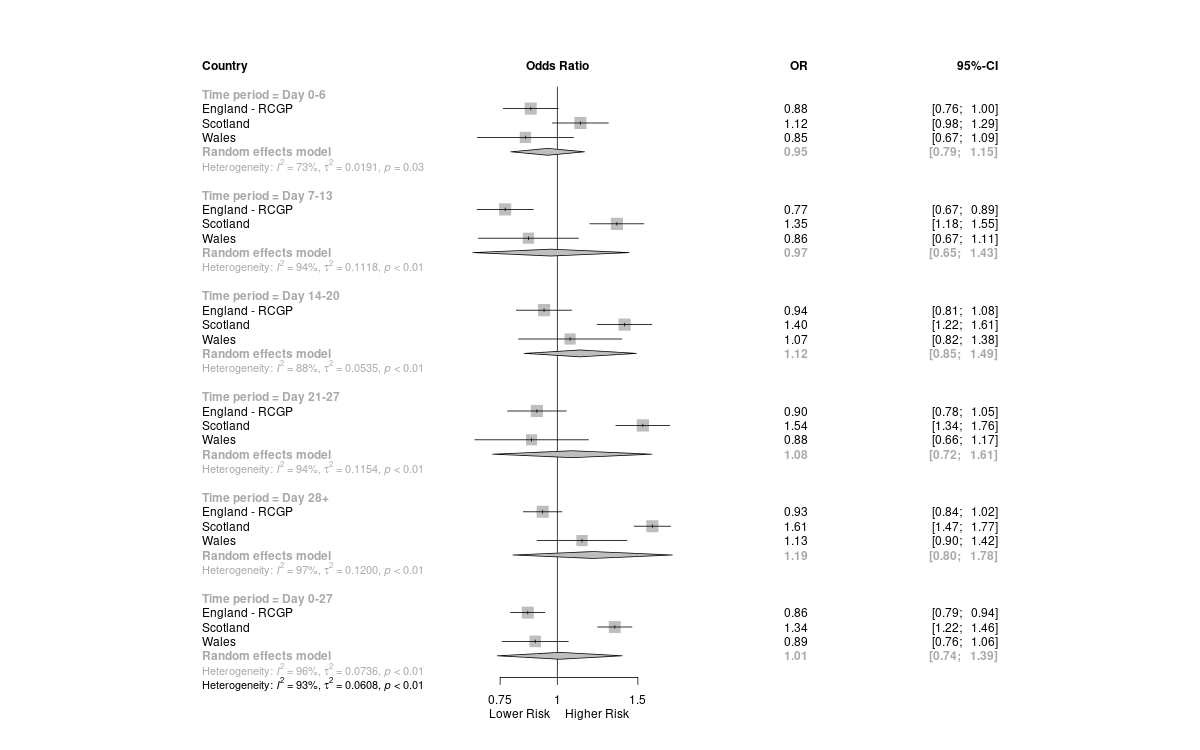 Country Odds Ratio OR 95%-CI
Time period = Day 0-6
England - RCGP 0.88 [0.76; 1.00]
Scotland 1.12 [0.98; 1.29]
Wales 0.85 [0.67; 1.09]
Random effects model 0.95 [0.79; 1.15]
Heterogeneity: I² = 73%, τ² = 0.0191, p = 0.03
Time period = Day 7-13
England - RCGP 0.77 [0.67; 0.89]
Scotland 1.35 [1.18; 1.55]
Wales 0.86 [0.67; 1.11]
Random effects model 0.97 [0.65; 1.43]
Heterogeneity: I² = 94%, τ² = 0.1118, p < 0.01
Time period = Day 14-20
England - RCGP 0.94 [0.81; 1.08]
Scotland 1.40 [1.22; 1.61]
Wales 1.07 [0.82; 1.38]
Random effects model 1.12 [0.85; 1.49]
Heterogeneity: I² = 88%, τ² = 0.0535, p < 0.01
Time period = Day 21-27
England - RCGP 0.90 [0.78; 1.05]
Scotland 1.54 [1.34; 1.76]
Wales 0.88 [0.66; 1.17]
Random effects model 1.08 [0.72; 1.61]
Heterogeneity: I² = 94%, τ² = 0.1154, p < 0.01
Time period = Day 28+
England - RCGP 0.93 [0.84; 1.02]
Scotland 1.61 [1.47; 1.77]
Wales 1.13 [0.90; 1.42]
Random effects model 1.19 [0.80; 1.78]
Heterogeneity: I² = 97%, τ² = 0.1200, p < 0.01
Time period = Day 0-27
England - RCGP 0.86 [0.79; 0.94]
Scotland 1.34 [1.22; 1.46]
Wales 0.89 [0.76; 1.06]
Random effects model 1.01 [0.74; 1.39]
Heterogeneity: I² = 96%, τ² = 0.0736, p < 0.01
Heterogeneity: I² = 93%, τ² = 0.0608, p < 0.01
0.75 1 1.5
Lower Risk Higher Risk